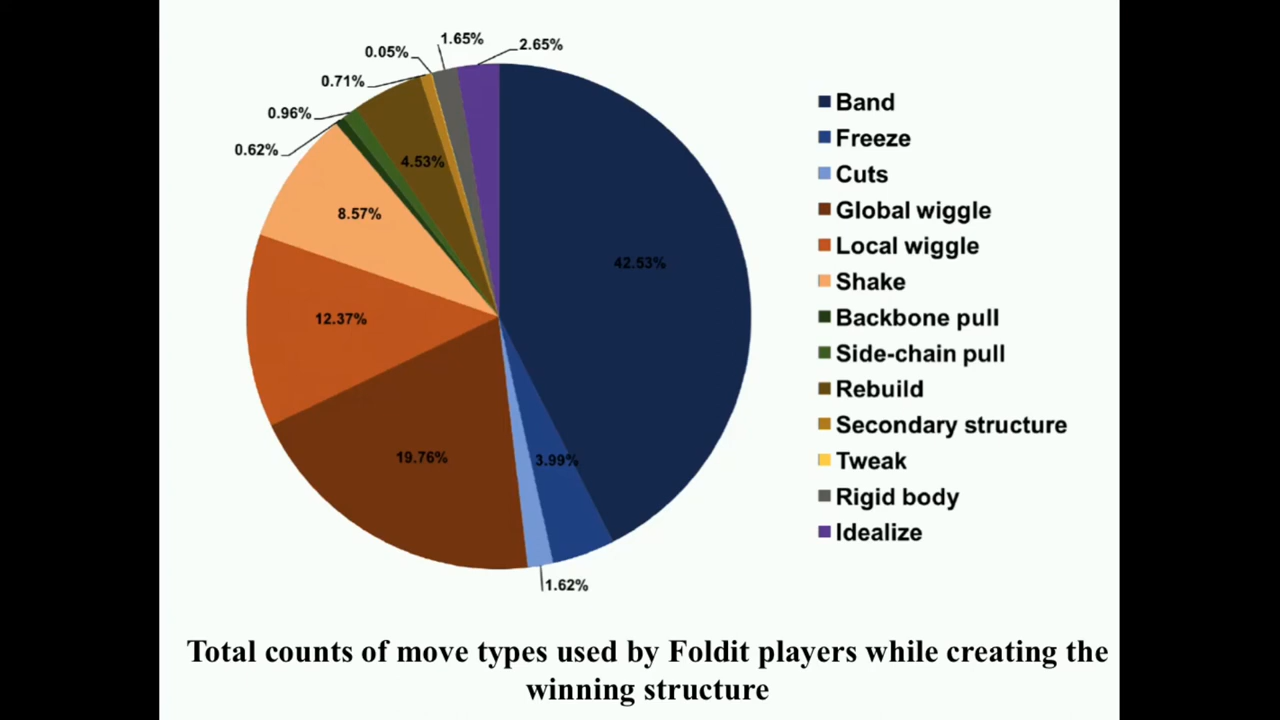 1.65%
2.65%
0.05%
0.71%
0.96%
0.62%
4.53%
8.57%
42.53%
12.37%
19.76%
3.99%
1.62%
Band
Freeze
Cuts
Global wiggle
Local wiggle
Shake
Backbone pull
Side-chain pull
Rebuild
Secondary structure
Tweak
Rigid body
Idealize
Total counts of move types used by Foldit players while creating the
winning structure